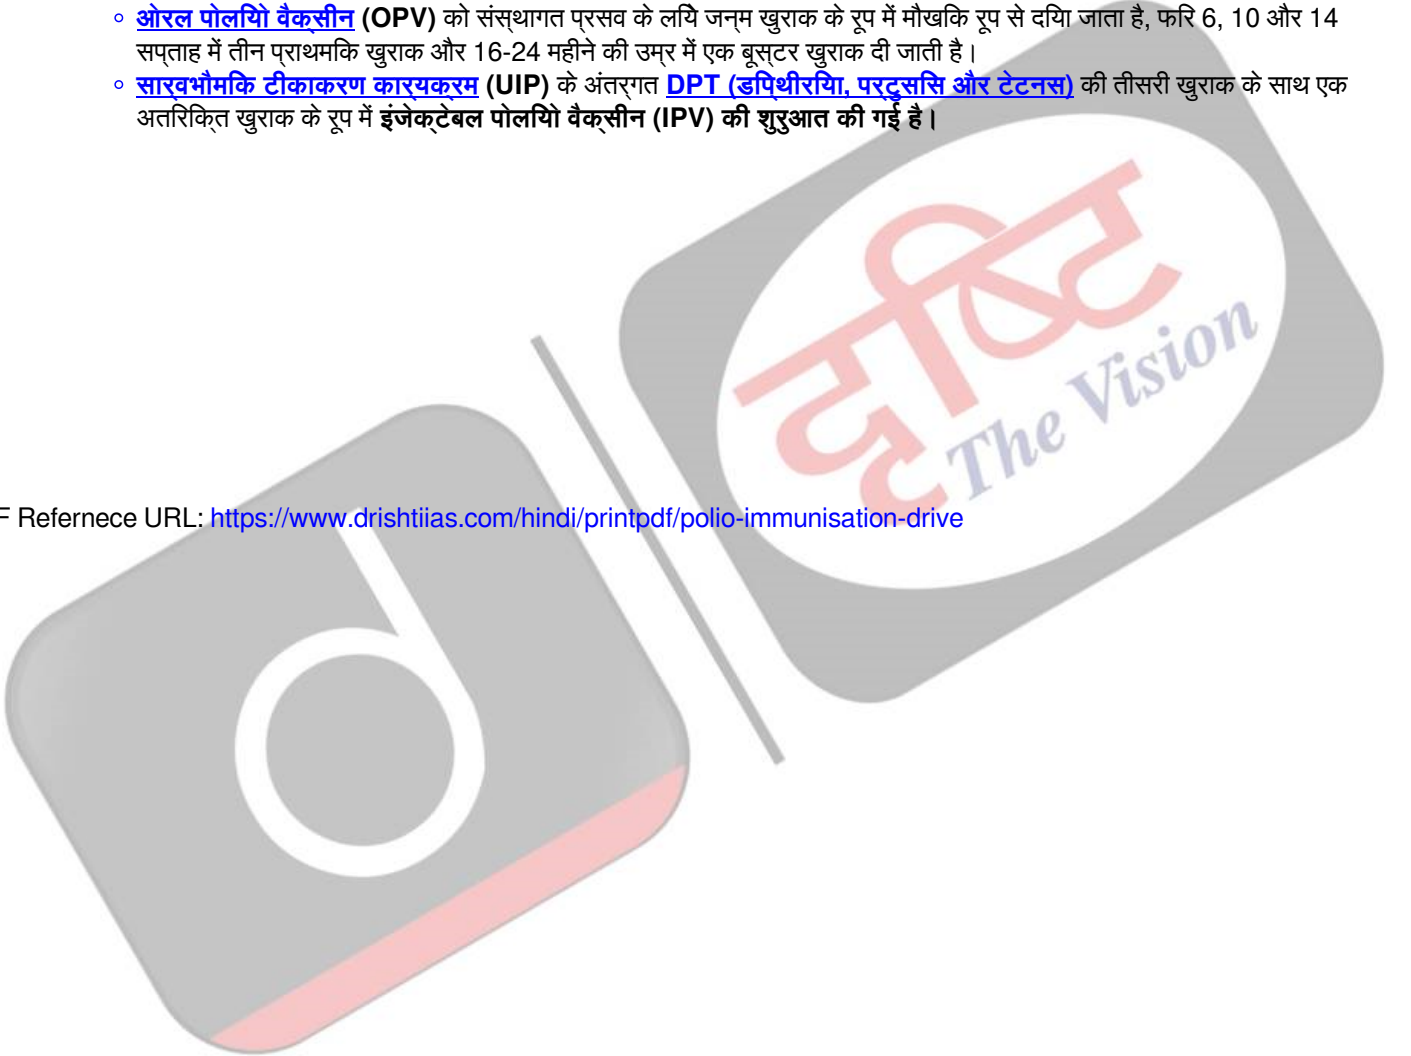 ओरल पोलियो वैक्सीन (OPV) को संस्थागत प्रसव के लिये जन्म खुराक के रूप में मौखिक रूप से दिया जाता है, फिर 6, 10 और 14
सप्ताह में तीन प्राथमिक खुराक और 16-24 महीने की उम्र में एक बूस्टर खुराक दी जाती है।
सार्वभौमिक टीकाकरण कार्यक्रम (UIP) के अंतर्गत DPT (डिप्थीरिया, पर्टुसिस और टेटनस) की तीसरी खुराक के साथ एक
अतिरिक्त खुराक के रूप में इंजेक्टेबल पोलियो वैक्सीन (IPV) की शुरुआत की गई है।
दृष्टि
The Vision
F Refernece URL: https://www.drishtiias.com/hindi/printpdf/polio-immunisation-drive